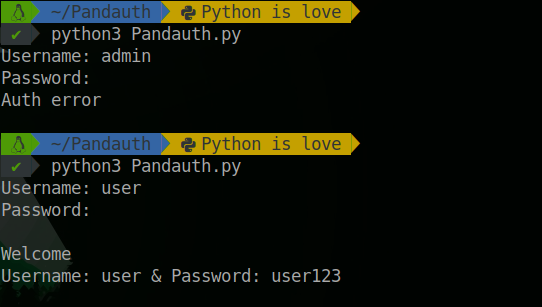 ~/Pandauth Python is love
✔ python3 Pandauth.py
Username: admin
Password:
Auth error
~/Pandauth Python is love
✔ python3 Pandauth.py
Username: user
Password:
Welcome
Username: user & Password: user123